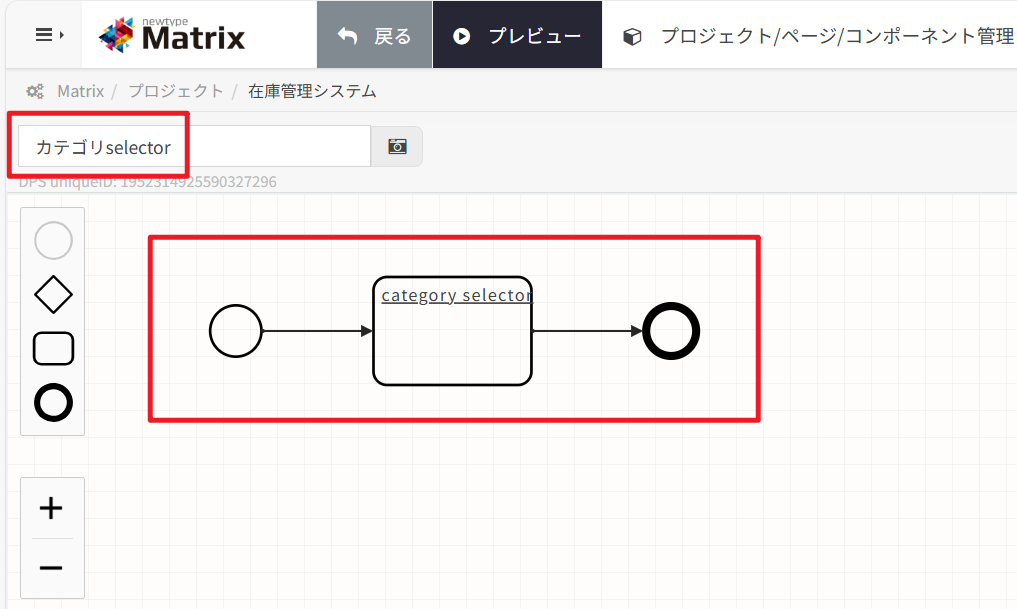 newtype
Matrix
戻る
プレビュー
プロジェクト/ページ/コンポーネント管理
Matrix / プロジェクト / 在庫管理システム
カテゴリselector
DPS uniqueID: 1952314925590327296
category selector